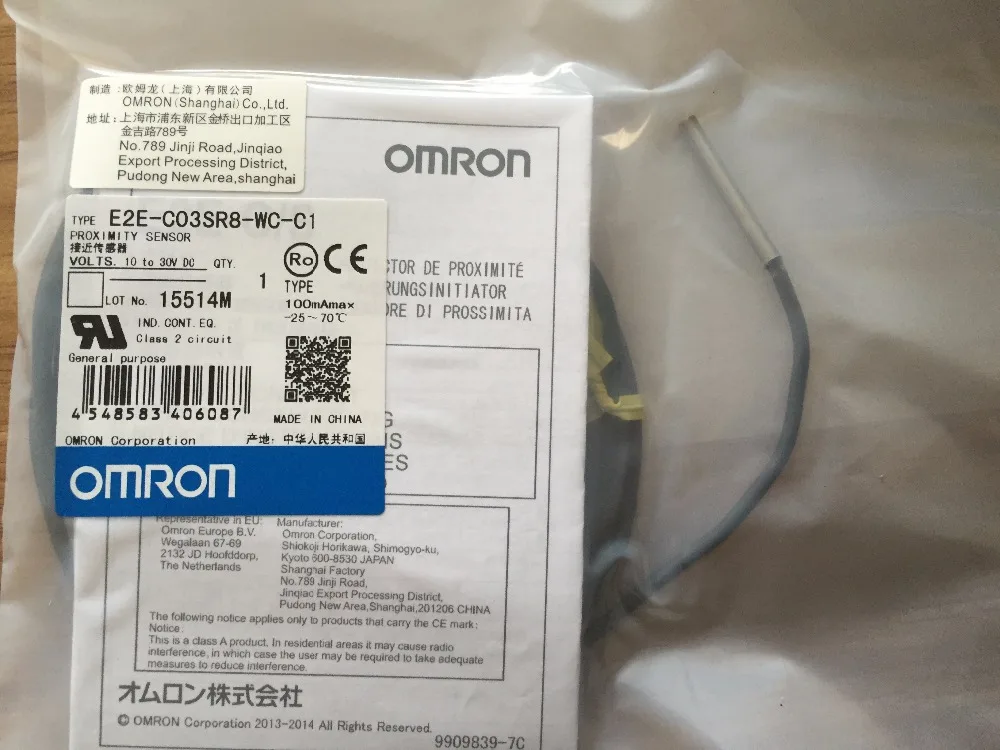 制造：欧姆龙（上海）有限公司
OMRON (Shanghai) Co.,Ltd.
地址：上海市浦东新区金桥出口加工区
金吉路789号
No.789 Jinji Road,Jinqiao
Export Processing District,
Pudong New Area,shanghai
OMRON
TYPE E2E-C03SR8-WC-C1
PROXIMITY SENSOR
接近传感器
VOLTS. 10 to 30V DC QTY.
1
LOT No. 15514M
Ro CE
TYPE
100mAmax
-25~70℃
RU IND. CONT. EQ.
Class 2 circuit
General purpose
4 548583 406087
MADE IN CHINA
OMRON Corporation 产地: 中华人民共和国
OMRON
CTOR DE PROXIMITÉ
RUNGSINITIATOR
ORE DI PROSSIMITA
G
NS
ES
Representative in EU:
Omron Europe B.V.
Wegalaan 67-69
2132 JD Hoofddorp,
The Netherlands
Manufacturer:
Omron Corporation,
Shiokoji Horikawa, Shimogyo-ku,
Kyoto 600-8530 JAPAN
Shanghai Factory
No.789 Jinji Road,
Jinqiao Export Processing District,
Pudong New Area,Shanghai,201206 CHINA
The following notice applies only to products that carry the CE mark:
Notice:
This is a class A product. In residential areas it may cause radio
interference, in which case the user may be required to take adequate
measures to reduce interference.
オムロン株式会社
© OMRON Corporation 2013-2014 All Rights Reserved.
9909839-7C